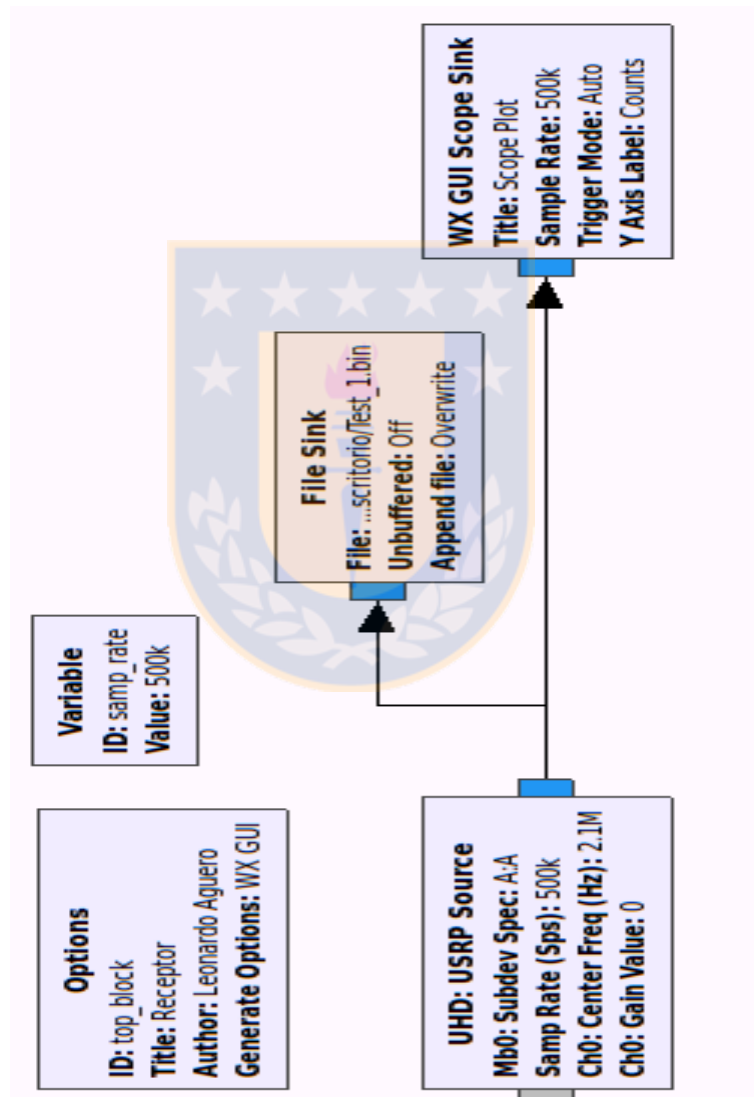 Options
ID: top_block
Title: Receptor
Author: Leonardo Aguero
Generate Options: WX GUI
Variable
ID: samp_rate
Value: 500k
UHD: USRP Source
Mb0: Subdev Spec: A:A
Samp Rate (Sps): 500k
Ch0: Center Freq (Hz): 2.1M
Ch0: Gain Value: 0
File Sink
File: ...scritorio/Test_1.bin
Unbuffered: Off
Append file: Overwrite
WX GUI Scope Sink
Title: Scope Plot
Sample Rate: 500k
Trigger Mode: Auto
Y Axis Label: Counts